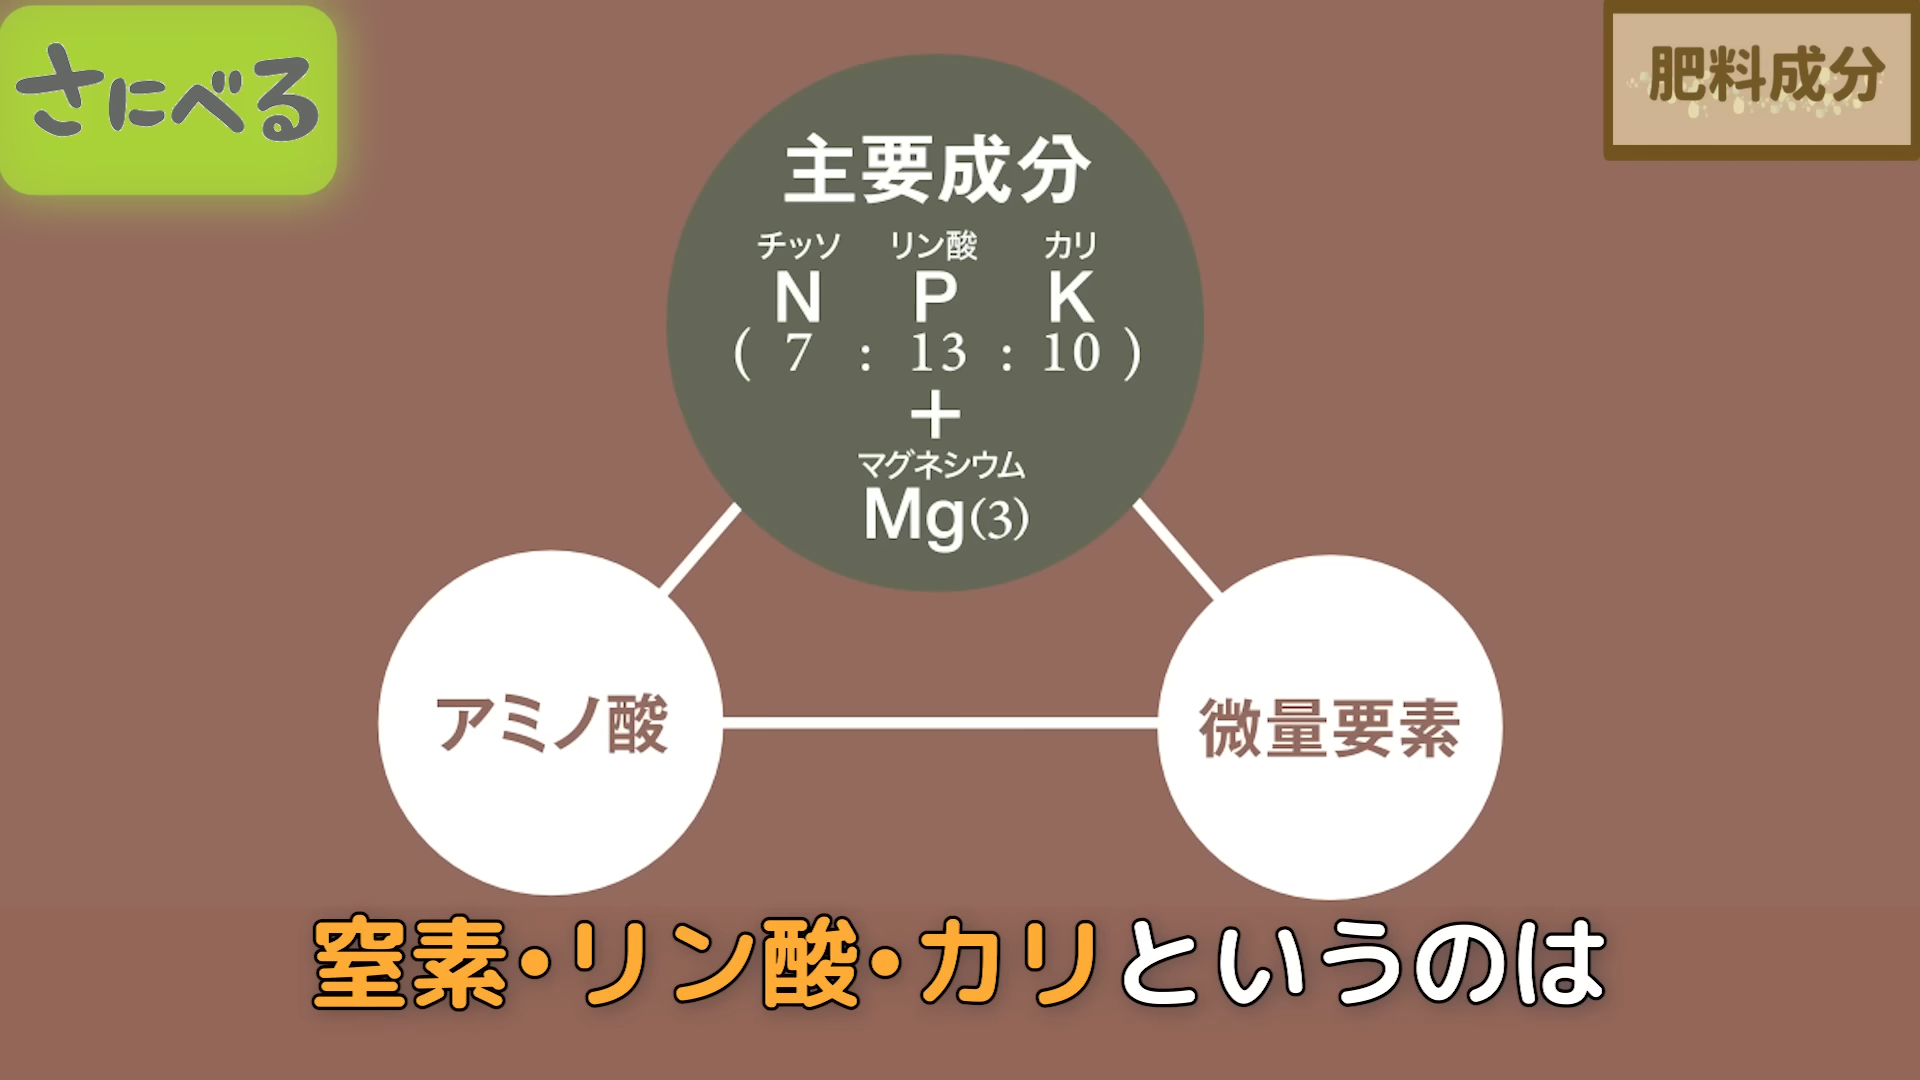 さにべる
肥料成分
主要成分
チッソ リン酸 カリ
N P K
( 7 : 13 : 10 )
+
マグネシウム
Mg(3)
アミノ酸
微量要素
窒素・リン酸・カリというのは